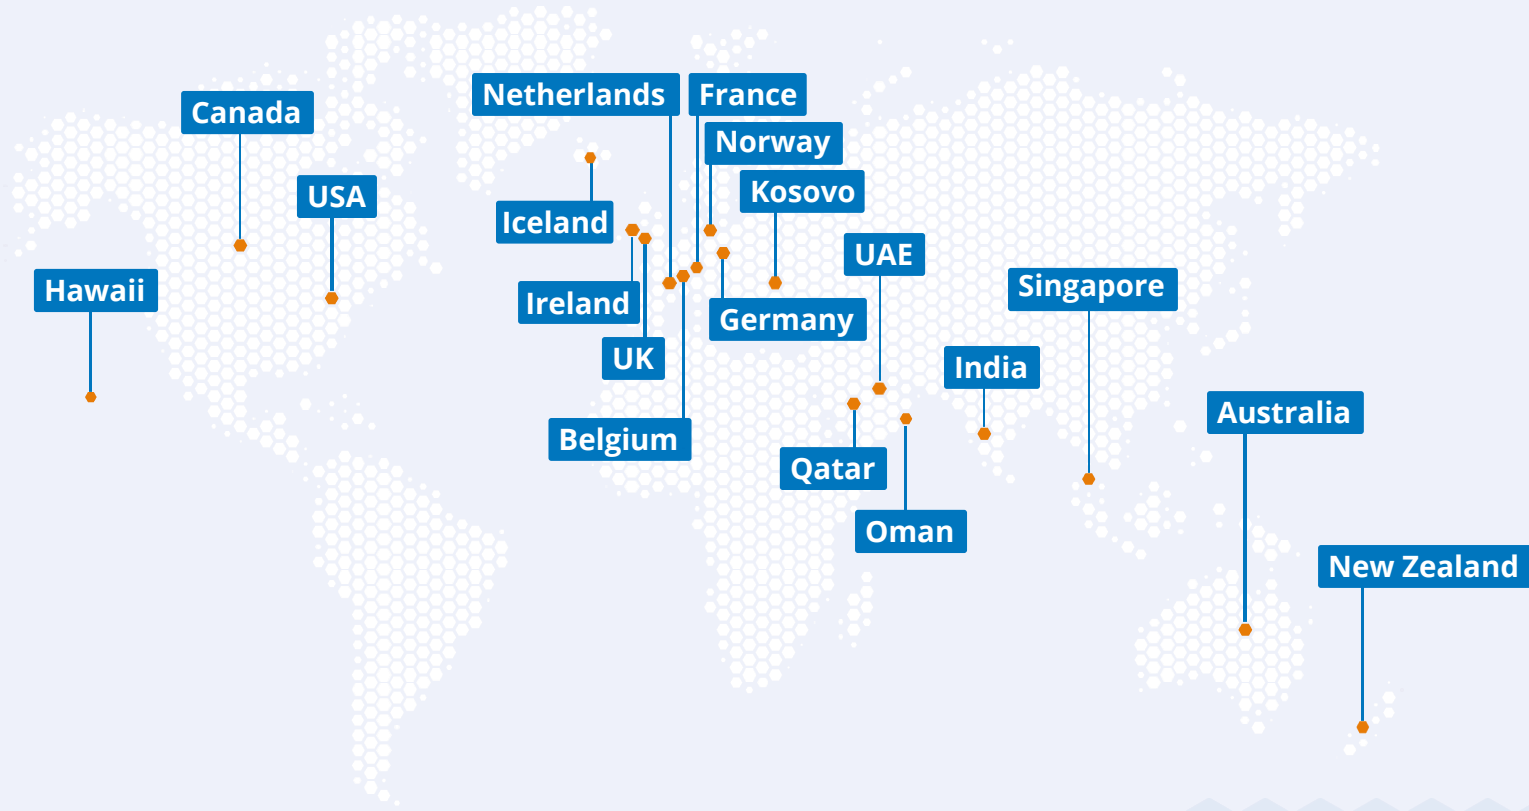 Netherlands
France
Canada
Norway
USA
Kosovo
Iceland
UAE
Hawaii
Ireland
Singapore
Germany
UK
India
Australia
Belgium
Qatar
Oman
New Zealand